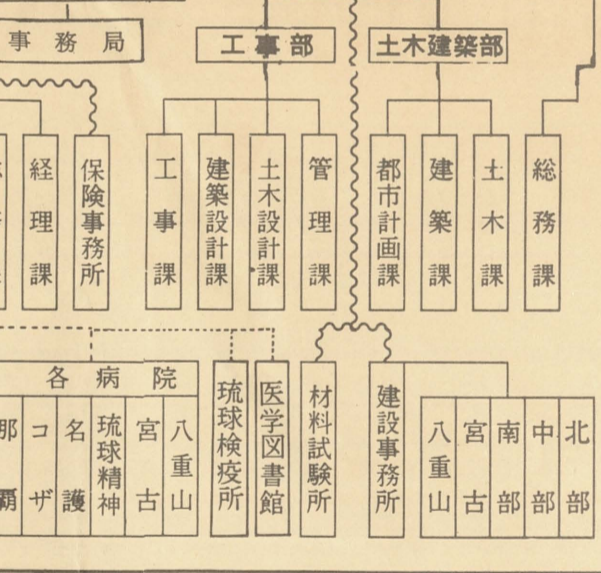 事務局
工事部
土木建築部
経理課
保険事務所
工事課
建築設計課
土木設計課
管理課
都市計画課
建築課
土木課
総務課
各病院
那覇
コザ
名護
琉球精神
宮古
八重山
琉球検疫所
医学図書館
材料試験所
建設事務所
八重山
宮古
南部
中部
北部